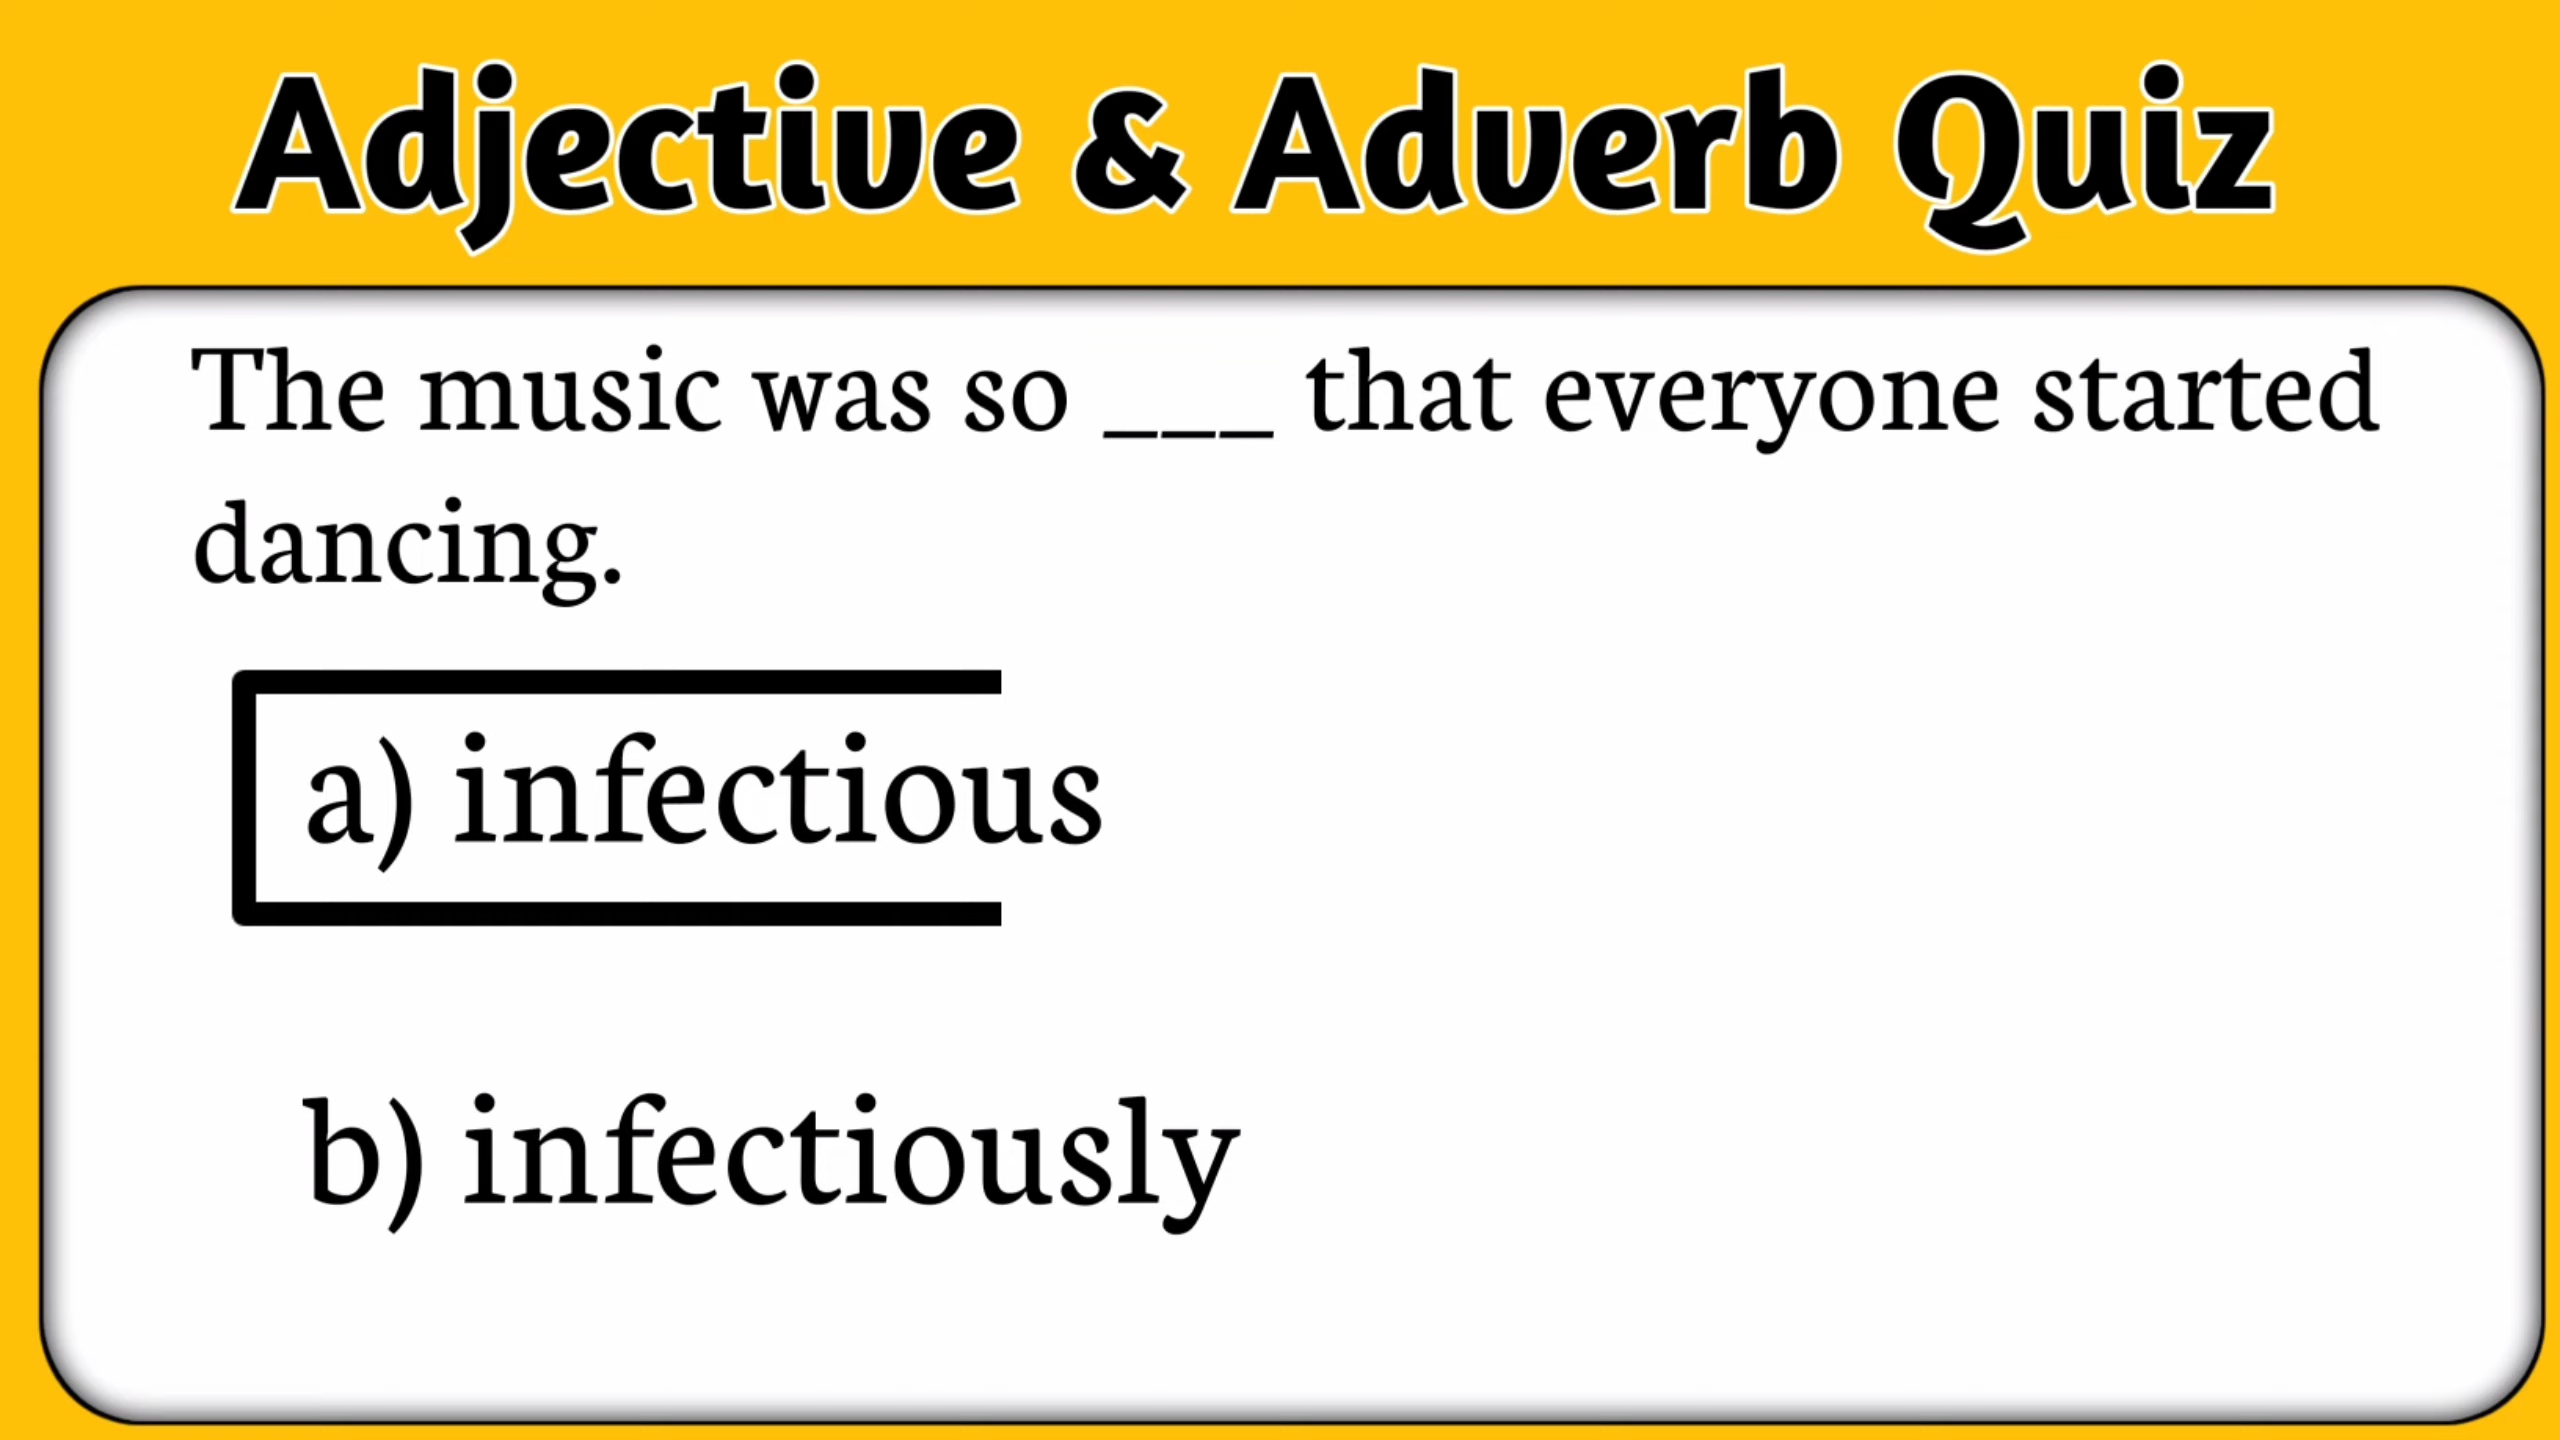 Adjective & Adverb Quiz
The music was so ___ that everyone started
dancing.
a) infectious
b) infectiously